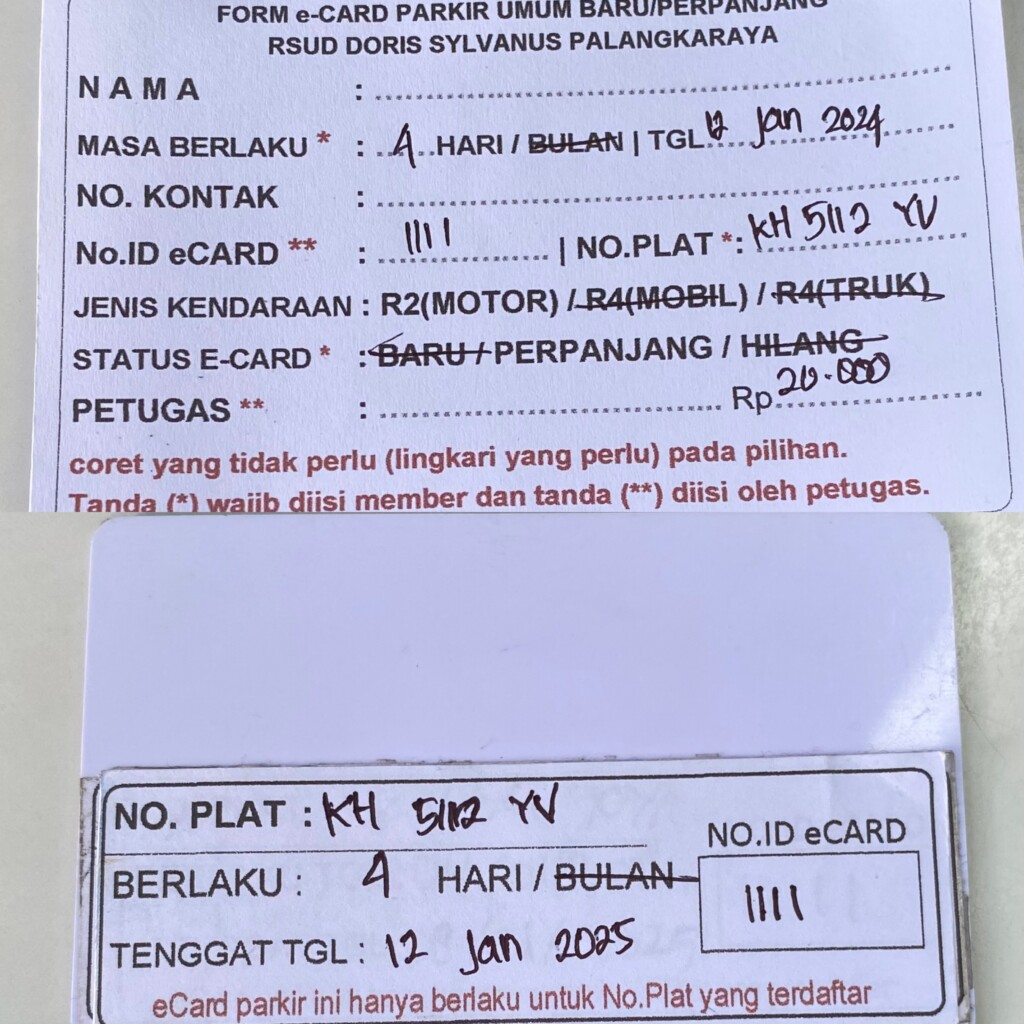 FORM e-CARD PARKIR UMUM BARU/PERPANJANG
RSUD DORIS SYLVANUS PALANGKARAYA
NAMA : ....................
MASA BERLAKU * : 4 HARI / BULAN | TGL 12 Jan 2024
NO. KONTAK : ....................
No.ID eCARD ** : 1111 | NO.PLAT *: KH 5112 YV
JENIS KENDARAAN : R2(MOTOR) / R4(MOBIL) / R4(TRUK)
STATUS E-CARD * : BARU / PERPANJANG / HILANG
PETUGAS ** : .................... Rp 20.000
coret yang tidak perlu (lingkari yang perlu) pada pilihan.
Tanda (*) wajib diisi member dan tanda (**) diisi oleh petugas.
NO. PLAT : KH 5112 YV
NO.ID eCARD
BERLAKU : 4 HARI / BULAN
1111
TENGGAT TGL : 12 Jan 2025
eCard parkir ini hanya berlaku untuk No.Plat yang terdaftar